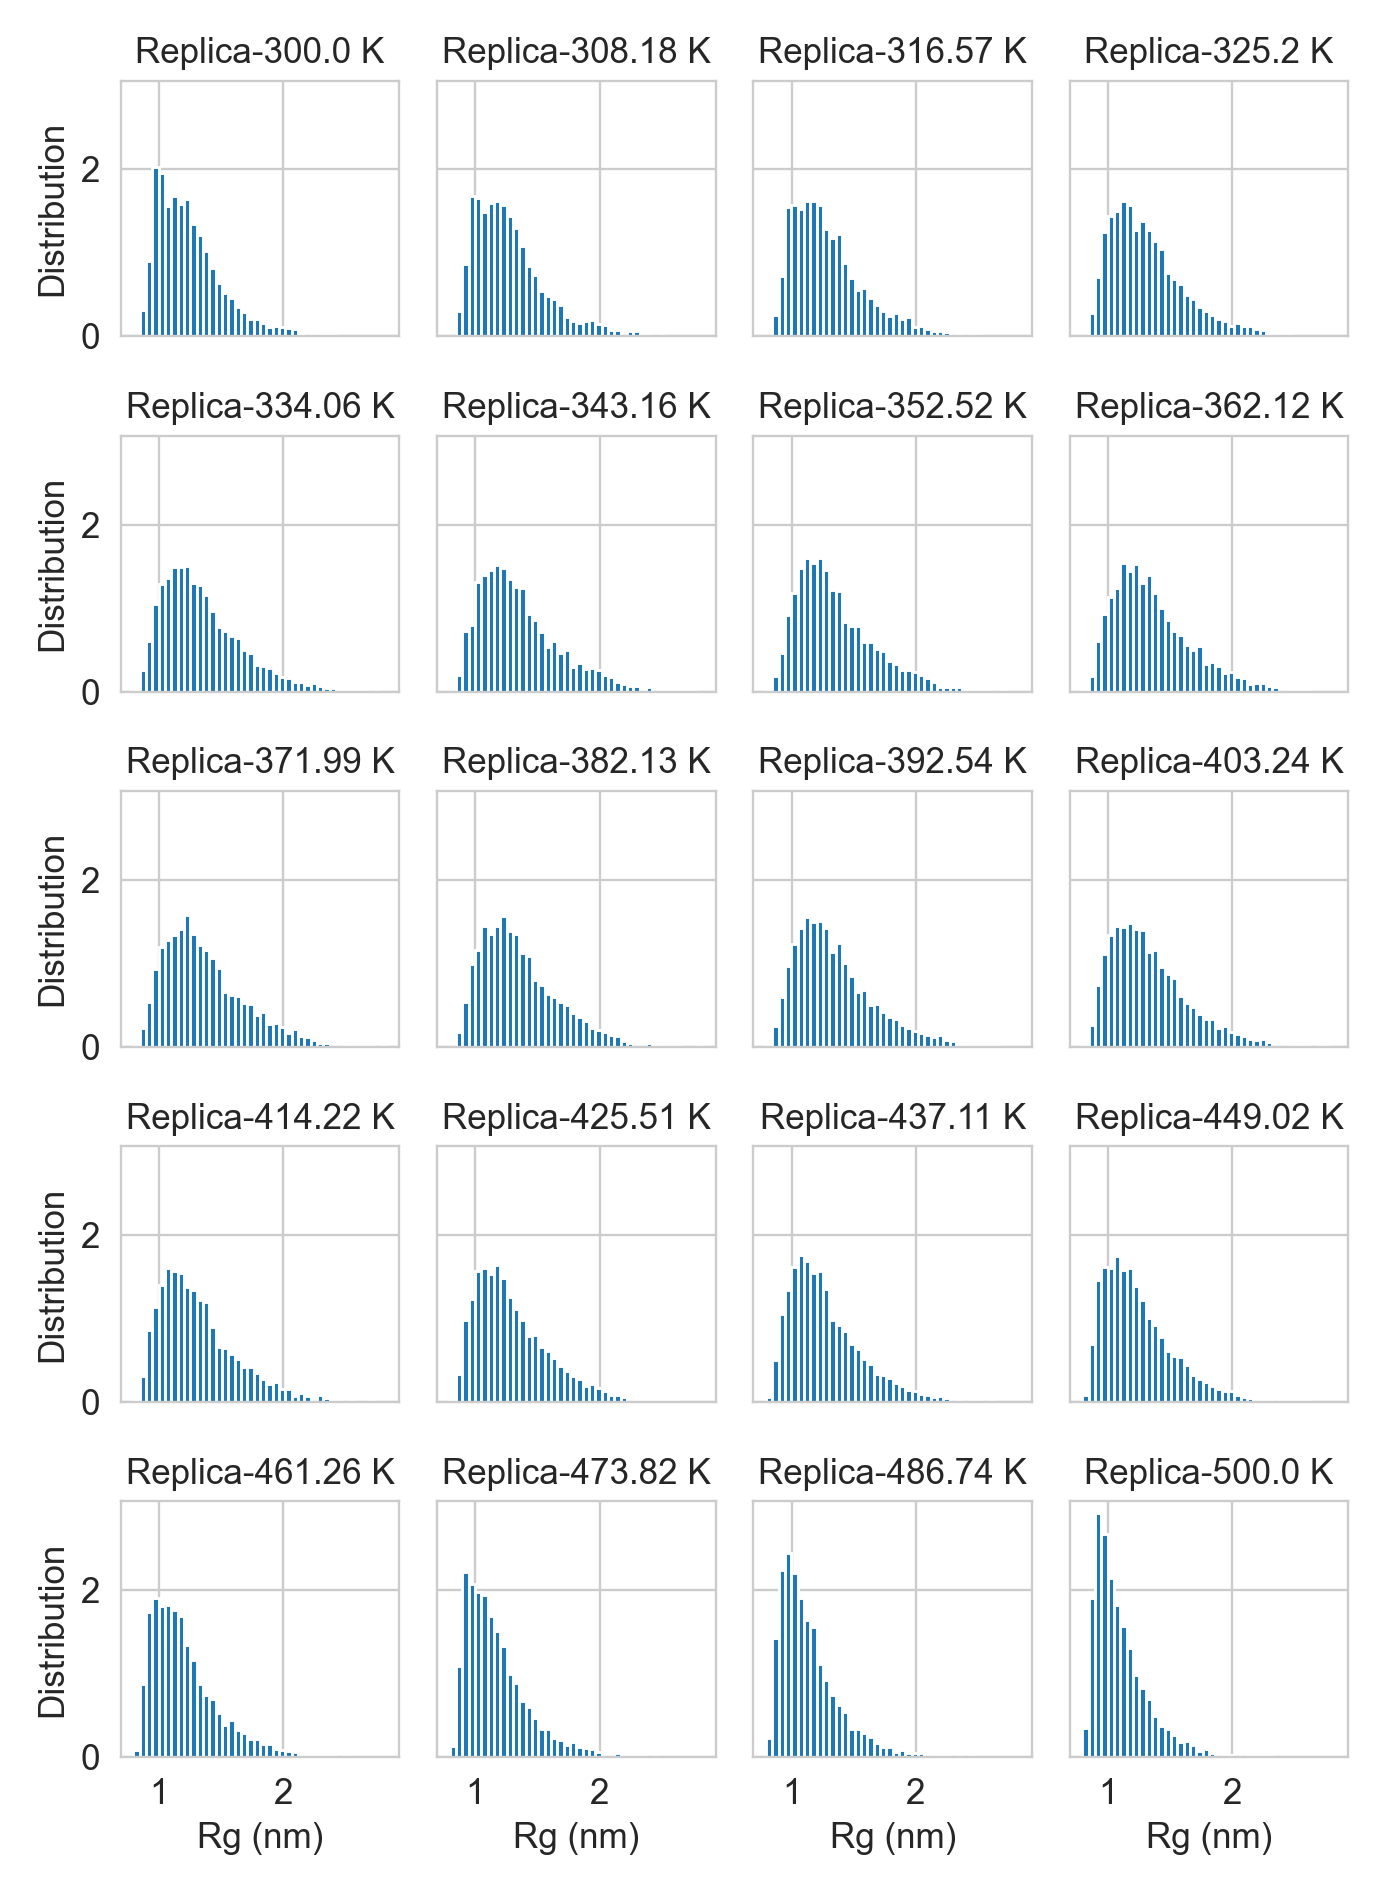 Replica-300.0 K Replica-308.18 K Replica-316.57 K Replica-325.2 K
Distribution
2
0
Replica-334.06 K Replica-343.16 K Replica-352.52 K Replica-362.12 K
Distribution
2
0
Replica-371.99 K Replica-382.13 K Replica-392.54 K Replica-403.24 K
Distribution
2
0
Replica-414.22 K Replica-425.51 K Replica-437.11 K Replica-449.02 K
Distribution
2
0
Replica-461.26 K Replica-473.82 K Replica-486.74 K Replica-500.0 K
Distribution
2
0
1 2 1 2 1 2 1 2
Rg (nm) Rg (nm) Rg (nm) Rg (nm)